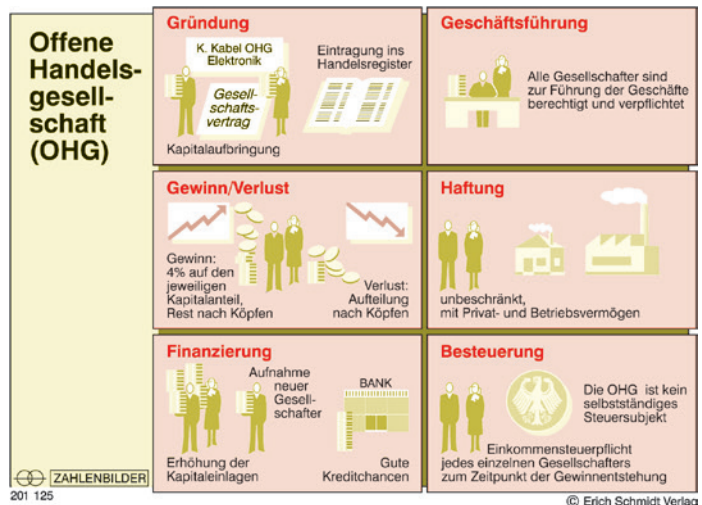 Offene
Handels-
gesell-
schaft
(OHG)
Gründung
K. Kabel OHG
Elektronik
Gesell-
schafts-
vertrag
Eintragung ins
Handelsregister
Kapitalaufbringung
Geschäftsführung
Alle Gesellschafter sind
zur Führung der Geschäfte
berechtigt und verpflichtet
Gewinn/Verlust
Gewinn:
4% auf den
jeweiligen
Kapitalanteil,
Rest nach Köpfen
Verlust:
Aufteilung
nach Köpfen
Haftung
unbeschränkt,
mit Privat- und Betriebsvermögen
Finanzierung
Aufnahme
neuer
Gesell-
schafter
BANK
Erhöhung der
Kapitaleinlagen
Gute
Kreditchancen
Besteuerung
Die OHG ist kein
selbstständiges
Steuersubjekt
Einkommensteuerpflicht
jedes einzelnen Gesellschafters
zum Zeitpunkt der Gewinnentstehung
ZAHLENBILDER
201 125
© Erich Schmidt Verlag